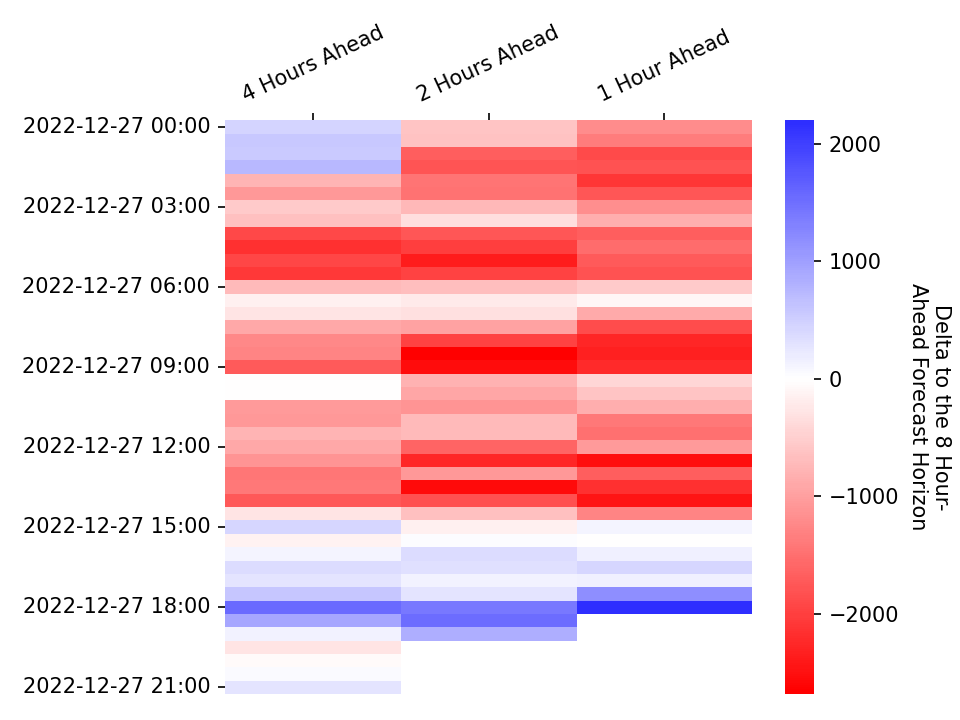 4 Hours Ahead
2 Hours Ahead
1 Hour Ahead
2022-12-27 00:00
2022-12-27 03:00
2022-12-27 06:00
2022-12-27 09:00
2022-12-27 12:00
2022-12-27 15:00
2022-12-27 18:00
2022-12-27 21:00
2000
1000
0
−1000
−2000
Delta to the 8 Hour-
Ahead Forecast Horizon